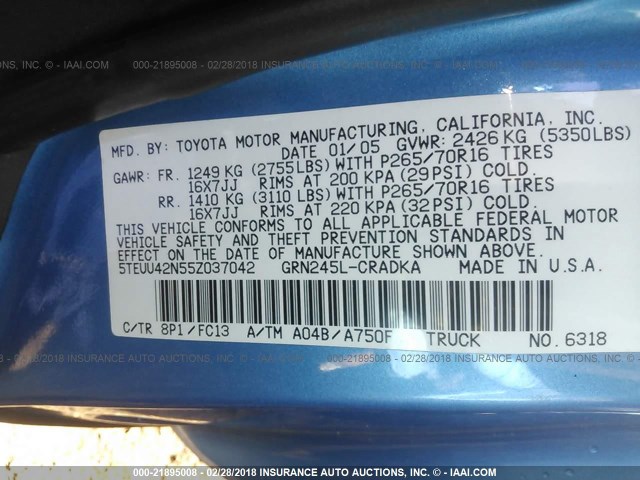 000-21895008 - 02/28/2018 INSURANCE AUTO AUCTIONS, INC. - © IAAI.COM
MFD. BY: TOYOTA MOTOR MANUFACTURING, CALIFORNIA, INC.
DATE 01/05 GVWR: 2426 KG (5350LBS)
GAWR: FR. 1249 KG (2755LBS) WITH P265/70R16 TIRES
16X7JJ RIMS AT 200 KPA (29 PSI) COLD.
RR. 1410 KG (3110 LBS) WITH P265/70R16 TIRES
16X7JJ RIMS AT 220 KPA (32 PSI) COLD.
THIS VEHICLE CONFORMS TO ALL APPLICABLE FEDERAL MOTOR
VEHICLE SAFETY AND THEFT PREVENTION STANDARDS IN
EFFECT ON THE DATE OF MANUFACTURE SHOWN ABOVE.
5TEUU42N55Z037042 GRN245L-CRADKA MADE IN U.S.A.
C/TR 8P1/FC13 A/TM A04B/A750F TRUCK NO. 6318
000-21895008 - 02/28/2018 INSURANCE AUTO AUCTIONS, INC. - © IAAI.COM